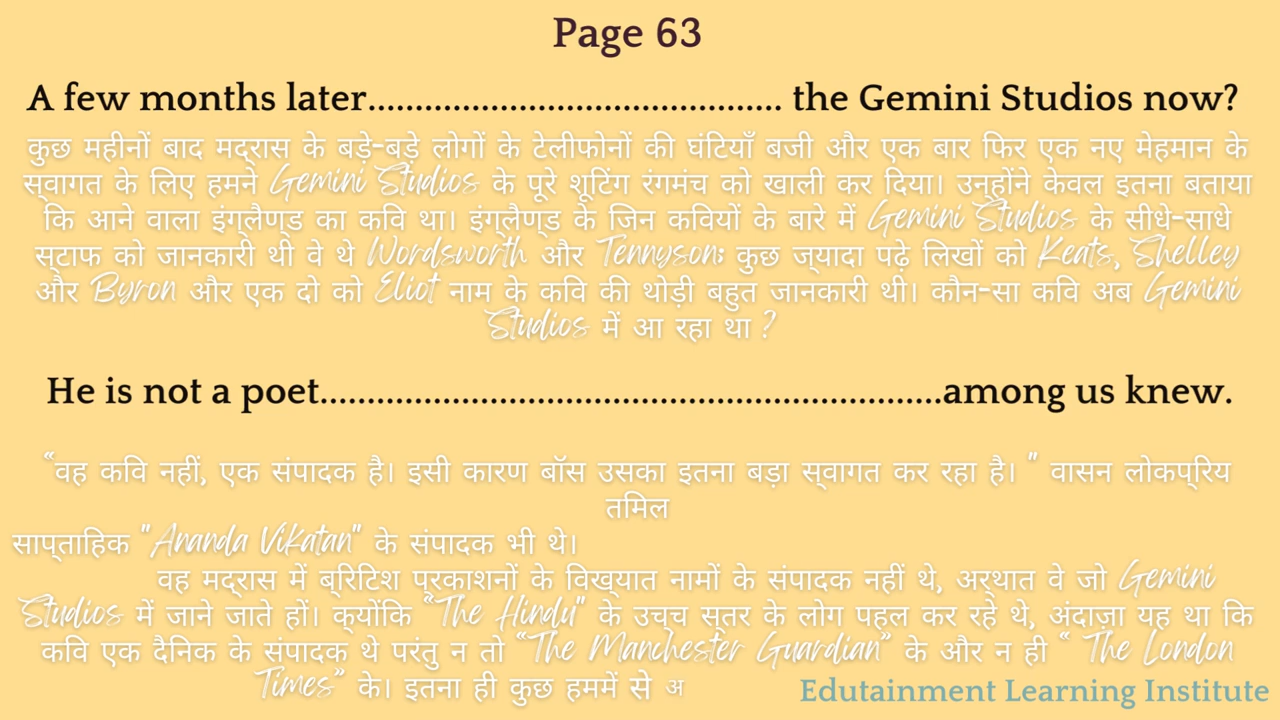 Page 63
A few months later............................................ the Gemini Studios now?
कुछ महीनों बाद मद्रास के बड़े-बड़े लोगों के टेलीफोनों की घंटियाँ बजी और एक बार फिर एक नए मेहमान के
स्वागत के लिए हमने Gemini Studios के पूरे शूटिंग रंगमंच को खाली कर दिया। उन्होंने केवल इतना बताया
कि आने वाला इंग्लैण्ड का कवि था। इंग्लैण्ड के जिन कवियों के बारे में Gemini Studios के सीधे-साधे
स्टाफ को जानकारी थी वे थे Wordsworth और Tennyson; कुछ ज्यादा पढ़े लिखों को Keats, Shelley
और Byron और एक दो को Eliot नाम के कवि की थोड़ी बहुत जानकारी थी। कौन-सा कवि अब Gemini
Studios में आ रहा था ?
He is not a poet..................................................................among us knew.
“वह कवि नहीं, एक संपादक है। इसी कारण बॉस उसका इतना बड़ा स्वागत कर रहा है। ” वासन लोकप्रिय
तमिल
साप्ताहिक "Ananda Vikatan" के संपादक भी थे।
वह मद्रास में ब्रिटिश प्रकाशनों के विख्यात नामों के संपादक नहीं थे, अर्थात वे जो Gemini
Studios में जाने जाते हों। क्योंकि “The Hindu" के उच्च स्तर के लोग पहल कर रहे थे, अंदाज़ा यह था कि
कवि एक दैनिक के संपादक थे परंतु न तो “The Manchester Guardian” के और न ही “ The London
Times” के। इतना ही कुछ हममें से अ
Edutainment Learning Institute